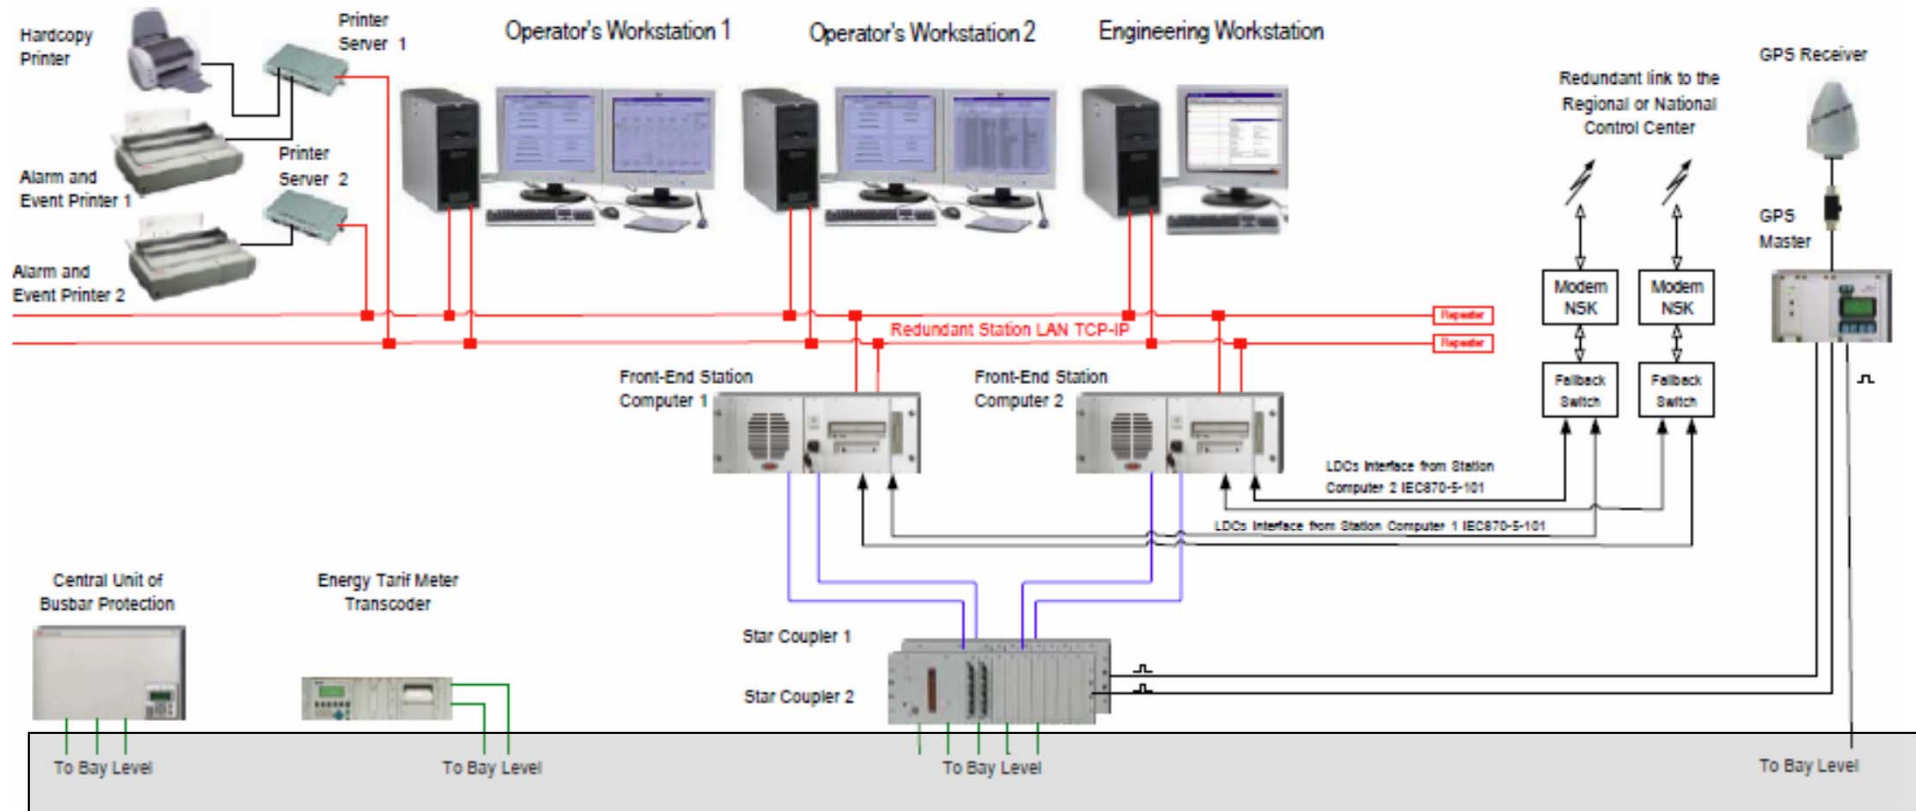 Hardcopy
Printer
Printer
Server 1
Operator's Workstation 1
Operator's Workstation 2
Engineering Workstation
GPS Receiver
Redundant link to the
Regional or National
Control Center
Alarm and
Event Printer 1
Printer
Server 2
GPS
Master
Alarm and
Event Printer 2
Modem
NSK
Modem
NSK
Redundant Station LAN TCP-IP
Repeater
Repeater
Front-End Station
Computer 1
Front-End Station
Computer 2
Fallback
Switch
Fallback
Switch
LDCs Interface from Station
Computer 2 IEC870-5-101
LDCs Interface from Station Computer 1 IEC870-5-101
Central Unit of
Busbar Protection
Energy Tarif Meter
Transcoder
Star Coupler 1
Star Coupler 2
To Bay Level
To Bay Level
To Bay Level
To Bay Level